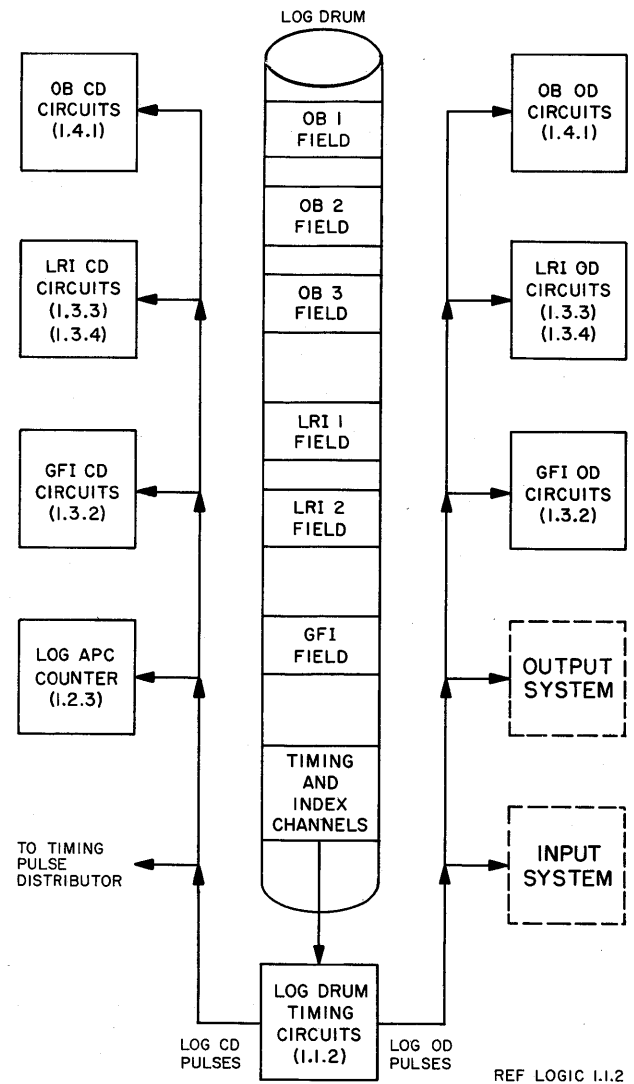 LOG DRUM
OB CD
CIRCUITS
(1.4.1)
LRI CD
CIRCUITS
(1.3.3)
(1.3.4)
GFI CD
CIRCUITS
(1.3.2)
LOG APC
COUNTER
(1.2.3)
TO TIMING
PULSE
DISTRIBUTOR
OB 1
FIELD
OB 2
FIELD
OB 3
FIELD
LRI 1
FIELD
LRI 2
FIELD
GFI
FIELD
TIMING
AND
INDEX
CHANNELS
OB OD
CIRCUITS
(1.4.1)
LRI OD
CIRCUITS
(1.3.3)
(1.3.4)
GFI OD
CIRCUITS
(1.3.2)
OUTPUT
SYSTEM
INPUT
SYSTEM
LOG CD
PULSES
LOG DRUM
TIMING
CIRCUITS
(1.1.2)
LOG OD
PULSES
REF LOGIC 1.1.2